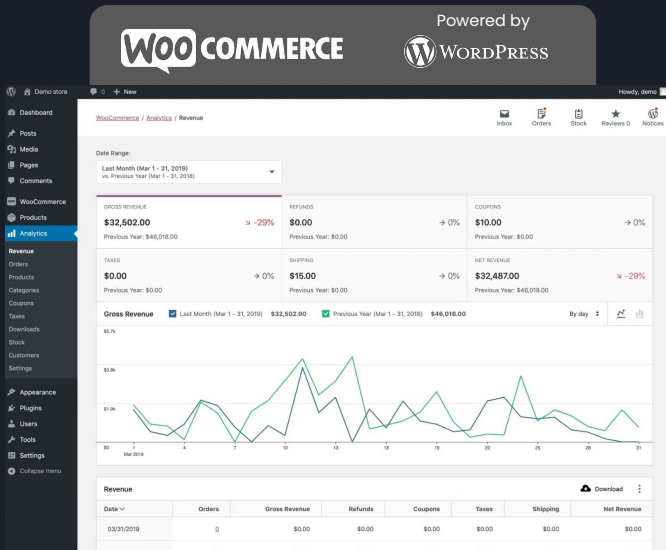 Powered by
WOO COMMERCE
WORDPRESS
Demo store
0
+ New
Howdy, demo
Dashboard
Posts
Media
Pages
Comments
WooCommerce
Products
Analytics
Revenue
Orders
Products
Categories
Coupons
Taxes
Downloads
Stock
Customers
Settings
Appearance
Plugins
Users
Tools
Settings
Collapse menu
WooCommerce / Analytics / Revenue
Inbox
Orders
Stock
Reviews 0
Notices
Date Range:
Last Month (Mar 1 - 31, 2019)
vs. Previous Year (Mar 1 - 31, 2018)
GROSS REVENUE
$32,502.00 -29%
Previous Year: $46,018.00
REFUNDS
$0.00 → 0%
Previous Year: $0.00
COUPONS
$10.00 → 0%
Previous Year: $0.00
TAXES
$0.00 → 0%
Previous Year: $0.00
SHIPPING
$15.00 → 0%
Previous Year: $0.00
NET REVENUE
$32,487.00 -29%
Previous Year: $46,018.00
Gross Revenue Last Month (Mar 1 - 31, 2019) $32,502.00 Previous Year (Mar 1 - 31, 2018) $46,018.00 By day
$5.7k
$3.8k
$1.9k
$0 1 4 7 10 13 16 19 22 25 28 31
Mar 2019
Revenue Download
Date Orders Gross Revenue Refunds Coupons Taxes Shipping Net Revenue
03/31/2019 0 $0.00 $0.00 $0.00 $0.00 $0.00 $0.00